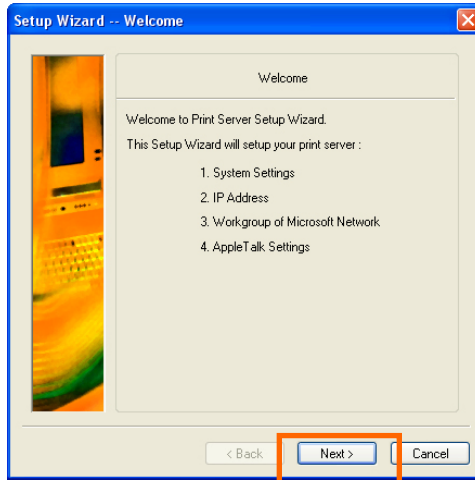 Setup Wizard -- Welcome
Welcome
Welcome to Print Server Setup Wizard.
This Setup Wizard will setup your print server :
1. System Settings
2. IP Address
3. Workgroup of Microsoft Network
4. AppleTalk Settings
< Back
Next >
Cancel